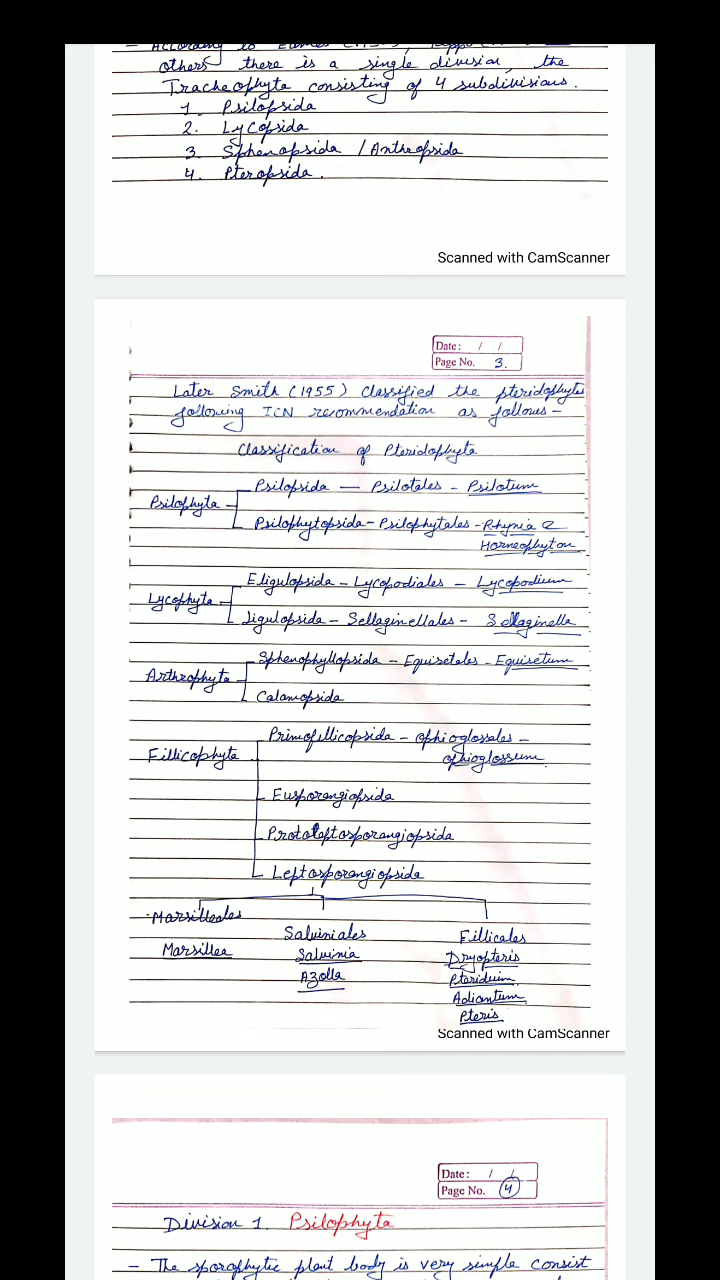 others there is a single division, the
Tracheophyta consisting of 4 subdivisions.
1. Psilopsida
2. Lycopsida
3. Sphenopsida / Anthropsida
4. Pteropsida.
Scanned with CamScanner
Date: / /
Page No. 3.
Later Smith (1955) classified the pteridophytes
following ICN recommendation as follows –
Classification of Pteridophyta
Psilophyta
Psilopsida — Psilotales - Psilotum
Psilophytopsida - Psilophytales - Rhynia &
Horneophyton
Lycophyta
Eligulopsida - Lycopodiales - Lycopodium
Ligulopsida - Sellaginellales - Sellaginella
Arthrophyta
Sphenophyllopsida - Equisetales - Equisetum
Calamopsida
Fillicophyta
Primofillicopsida - Ophioglossales -
Ophioglossum
Eusporangiopsida
Protoleptosporangiopsida
Leptosporangiopsida
Marsilleales
Marsillea
Salviniales
Salvinia
Azolla
Fillicales
Dryopteris
Pteridium
Adiantum
Pteris
Scanned with CamScanner
Date: / /
Page No. 4
Division 1. Psilophyta
- The sporophytic plant body is very simple consist